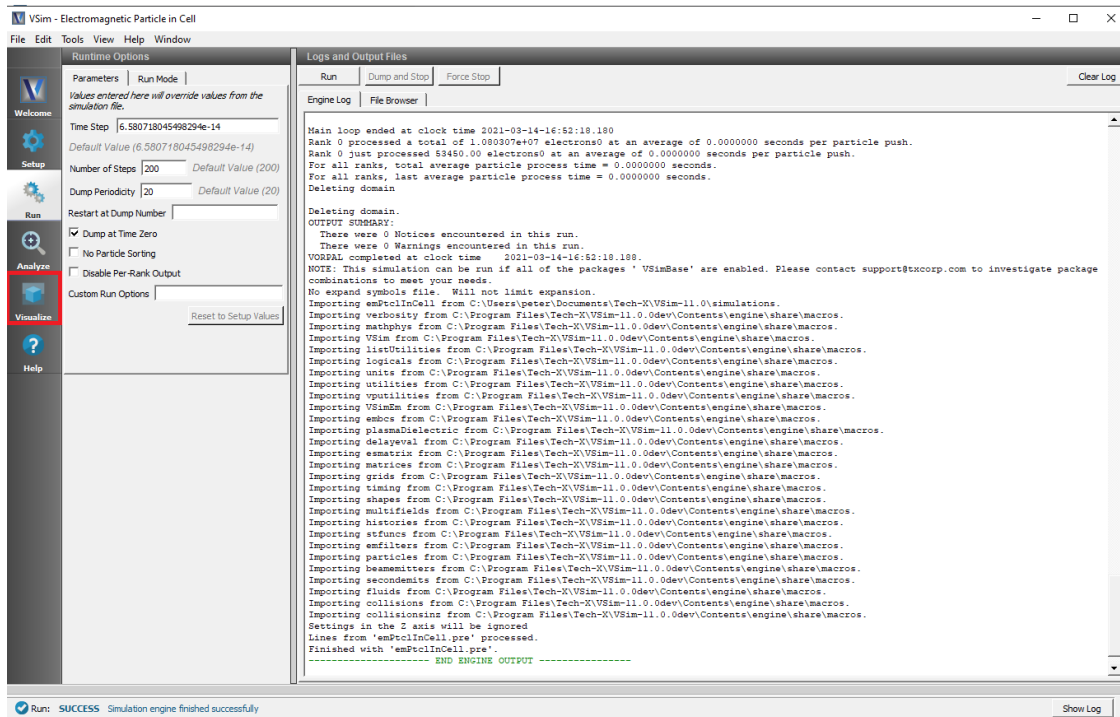 VSim - Electromagnetic Particle in Cell
File Edit Tools View Help Window
Welcome
Setup
Run
Analyze
Visualize
Help
Runtime Options
Parameters Run Mode
Values entered here will override values from the
simulation file.
Time Step 6.580718045498294e-14
Default Value (6.580718045498294e-14)
Number of Steps 200 Default Value (200)
Dump Periodicity 20 Default Value (20)
Restart at Dump Number
Dump at Time Zero
No Particle Sorting
Disable Per-Rank Output
Custom Run Options
Reset to Setup Values
Logs and Output Files
Run Dump and Stop Force Stop Clear Log
Engine Log File Browser
Main loop ended at clock time 2021-03-14-16:52:18.180
Rank 0 processed a total of 1.080307e+07 electrons0 at an average of 0.0000000 seconds per particle push.
Rank 0 just processed 53450.00 electrons0 at an average of 0.0000000 seconds per particle push.
For all ranks, total average particle process time = 0.0000000 seconds.
For all ranks, last average particle process time = 0.0000000 seconds.
Deleting domain
Deleting domain.
OUTPUT SUMMARY:
There were 0 Notices encountered in this run.
There were 0 Warnings encountered in this run.
VORPAL completed at clock time 2021-03-14-16:52:18.188.
NOTE: This simulation can be run if all of the packages ' VSimBase' are enabled. Please contact support@txcorp.com to investigate package
combinations to meet your needs.
No expand symbols file. Will not limit expansion.
Importing emPtclInCell from C:\Users\peter\Documents\Tech-X\VSim-11.0\simulations.
Importing verbosity from C:\Program Files\Tech-X\VSim-11.0.0dev\Contents\engine\share\macros.
Importing mathphys from C:\Program Files\Tech-X\VSim-11.0.0dev\Contents\engine\share\macros.
Importing VSim from C:\Program Files\Tech-X\VSim-11.0.0dev\Contents\engine\share\macros.
Importing listUtilities from C:\Program Files\Tech-X\VSim-11.0.0dev\Contents\engine\share\macros.
Importing logicals from C:\Program Files\Tech-X\VSim-11.0.0dev\Contents\engine\share\macros.
Importing units from C:\Program Files\Tech-X\VSim-11.0.0dev\Contents\engine\share\macros.
Importing utilities from C:\Program Files\Tech-X\VSim-11.0.0dev\Contents\engine\share\macros.
Importing vputilities from C:\Program Files\Tech-X\VSim-11.0.0dev\Contents\engine\share\macros.
Importing VSimEm from C:\Program Files\Tech-X\VSim-11.0.0dev\Contents\engine\share\macros.
Importing embcs from C:\Program Files\Tech-X\VSim-11.0.0dev\Contents\engine\share\macros.
Importing plasmaDielectric from C:\Program Files\Tech-X\VSim-11.0.0dev\Contents\engine\share\macros.
Importing delayeval from C:\Program Files\Tech-X\VSim-11.0.0dev\Contents\engine\share\macros.
Importing esmatrix from C:\Program Files\Tech-X\VSim-11.0.0dev\Contents\engine\share\macros.
Importing matrices from C:\Program Files\Tech-X\VSim-11.0.0dev\Contents\engine\share\macros.
Importing grids from C:\Program Files\Tech-X\VSim-11.0.0dev\Contents\engine\share\macros.
Importing timing from C:\Program Files\Tech-X\VSim-11.0.0dev\Contents\engine\share\macros.
Importing shapes from C:\Program Files\Tech-X\VSim-11.0.0dev\Contents\engine\share\macros.
Importing multifields from C:\Program Files\Tech-X\VSim-11.0.0dev\Contents\engine\share\macros.
Importing histories from C:\Program Files\Tech-X\VSim-11.0.0dev\Contents\engine\share\macros.
Importing stfuncs from C:\Program Files\Tech-X\VSim-11.0.0dev\Contents\engine\share\macros.
Importing emfilters from C:\Program Files\Tech-X\VSim-11.0.0dev\Contents\engine\share\macros.
Importing particles from C:\Program Files\Tech-X\VSim-11.0.0dev\Contents\engine\share\macros.
Importing beamemitters from C:\Program Files\Tech-X\VSim-11.0.0dev\Contents\engine\share\macros.
Importing secondemits from C:\Program Files\Tech-X\VSim-11.0.0dev\Contents\engine\share\macros.
Importing fluids from C:\Program Files\Tech-X\VSim-11.0.0dev\Contents\engine\share\macros.
Importing collisions from C:\Program Files\Tech-X\VSim-11.0.0dev\Contents\engine\share\macros.
Importing collisionsinz from C:\Program Files\Tech-X\VSim-11.0.0dev\Contents\engine\share\macros.
Settings in the Z axis will be ignored
Lines from 'emPtclInCell.pre' processed.
Finished with 'emPtclInCell.pre'.
--------------------- END ENGINE OUTPUT ----------------
Run: SUCCESS Simulation engine finished successfully Show Log